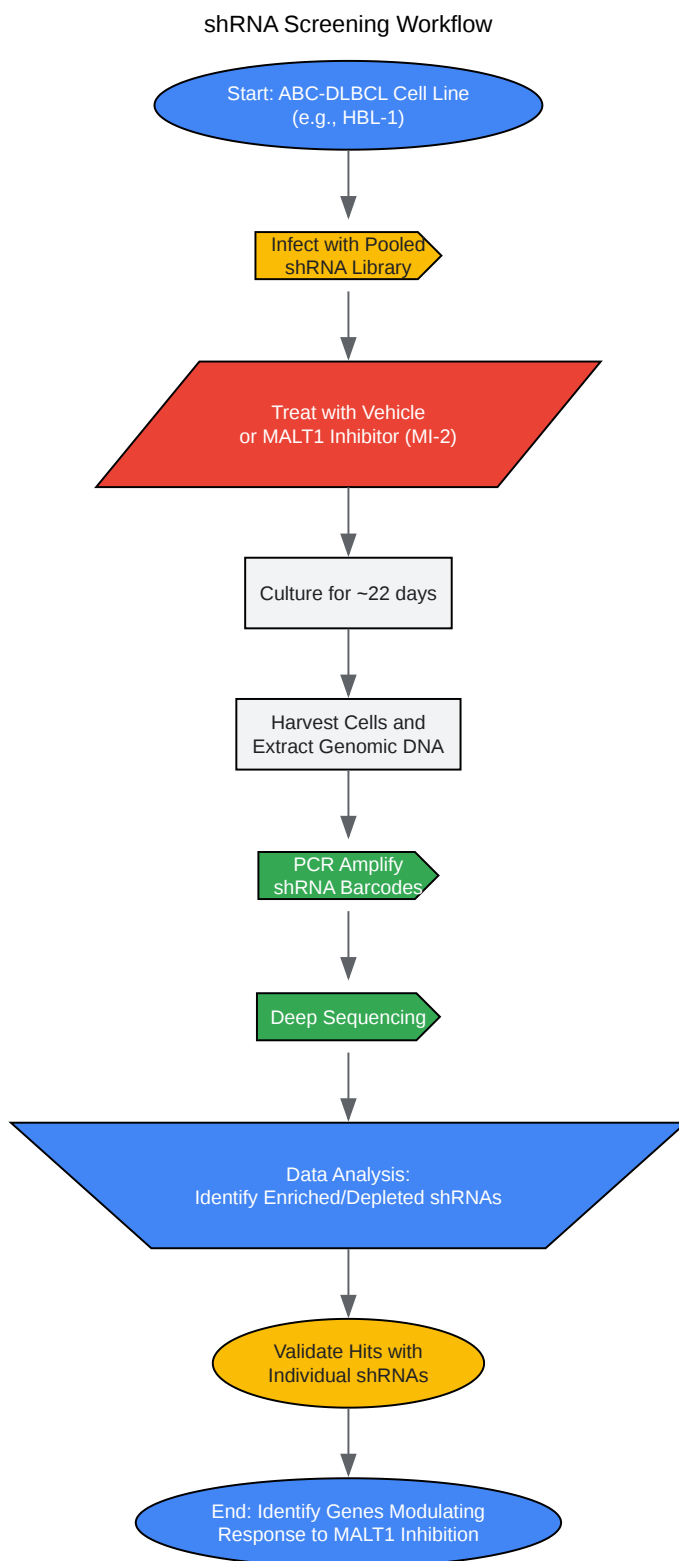 shRNA Screening Workflow
Start: ABC-DLBCL Cell Line
(e.g., HBL-1)
Infect with Pooled
shRNA Library
Treat with Vehicle
or MALT1 Inhibitor (MI-2)
Culture for ~22 days
Harvest Cells and
Extract Genomic DNA
PCR Amplify
shRNA Barcodes
Deep Sequencing
Data Analysis:
Identify Enriched/Depleted shRNAs
Validate Hits with
Individual shRNAs
End: Identify Genes Modulating
Response to MALT1 Inhibition